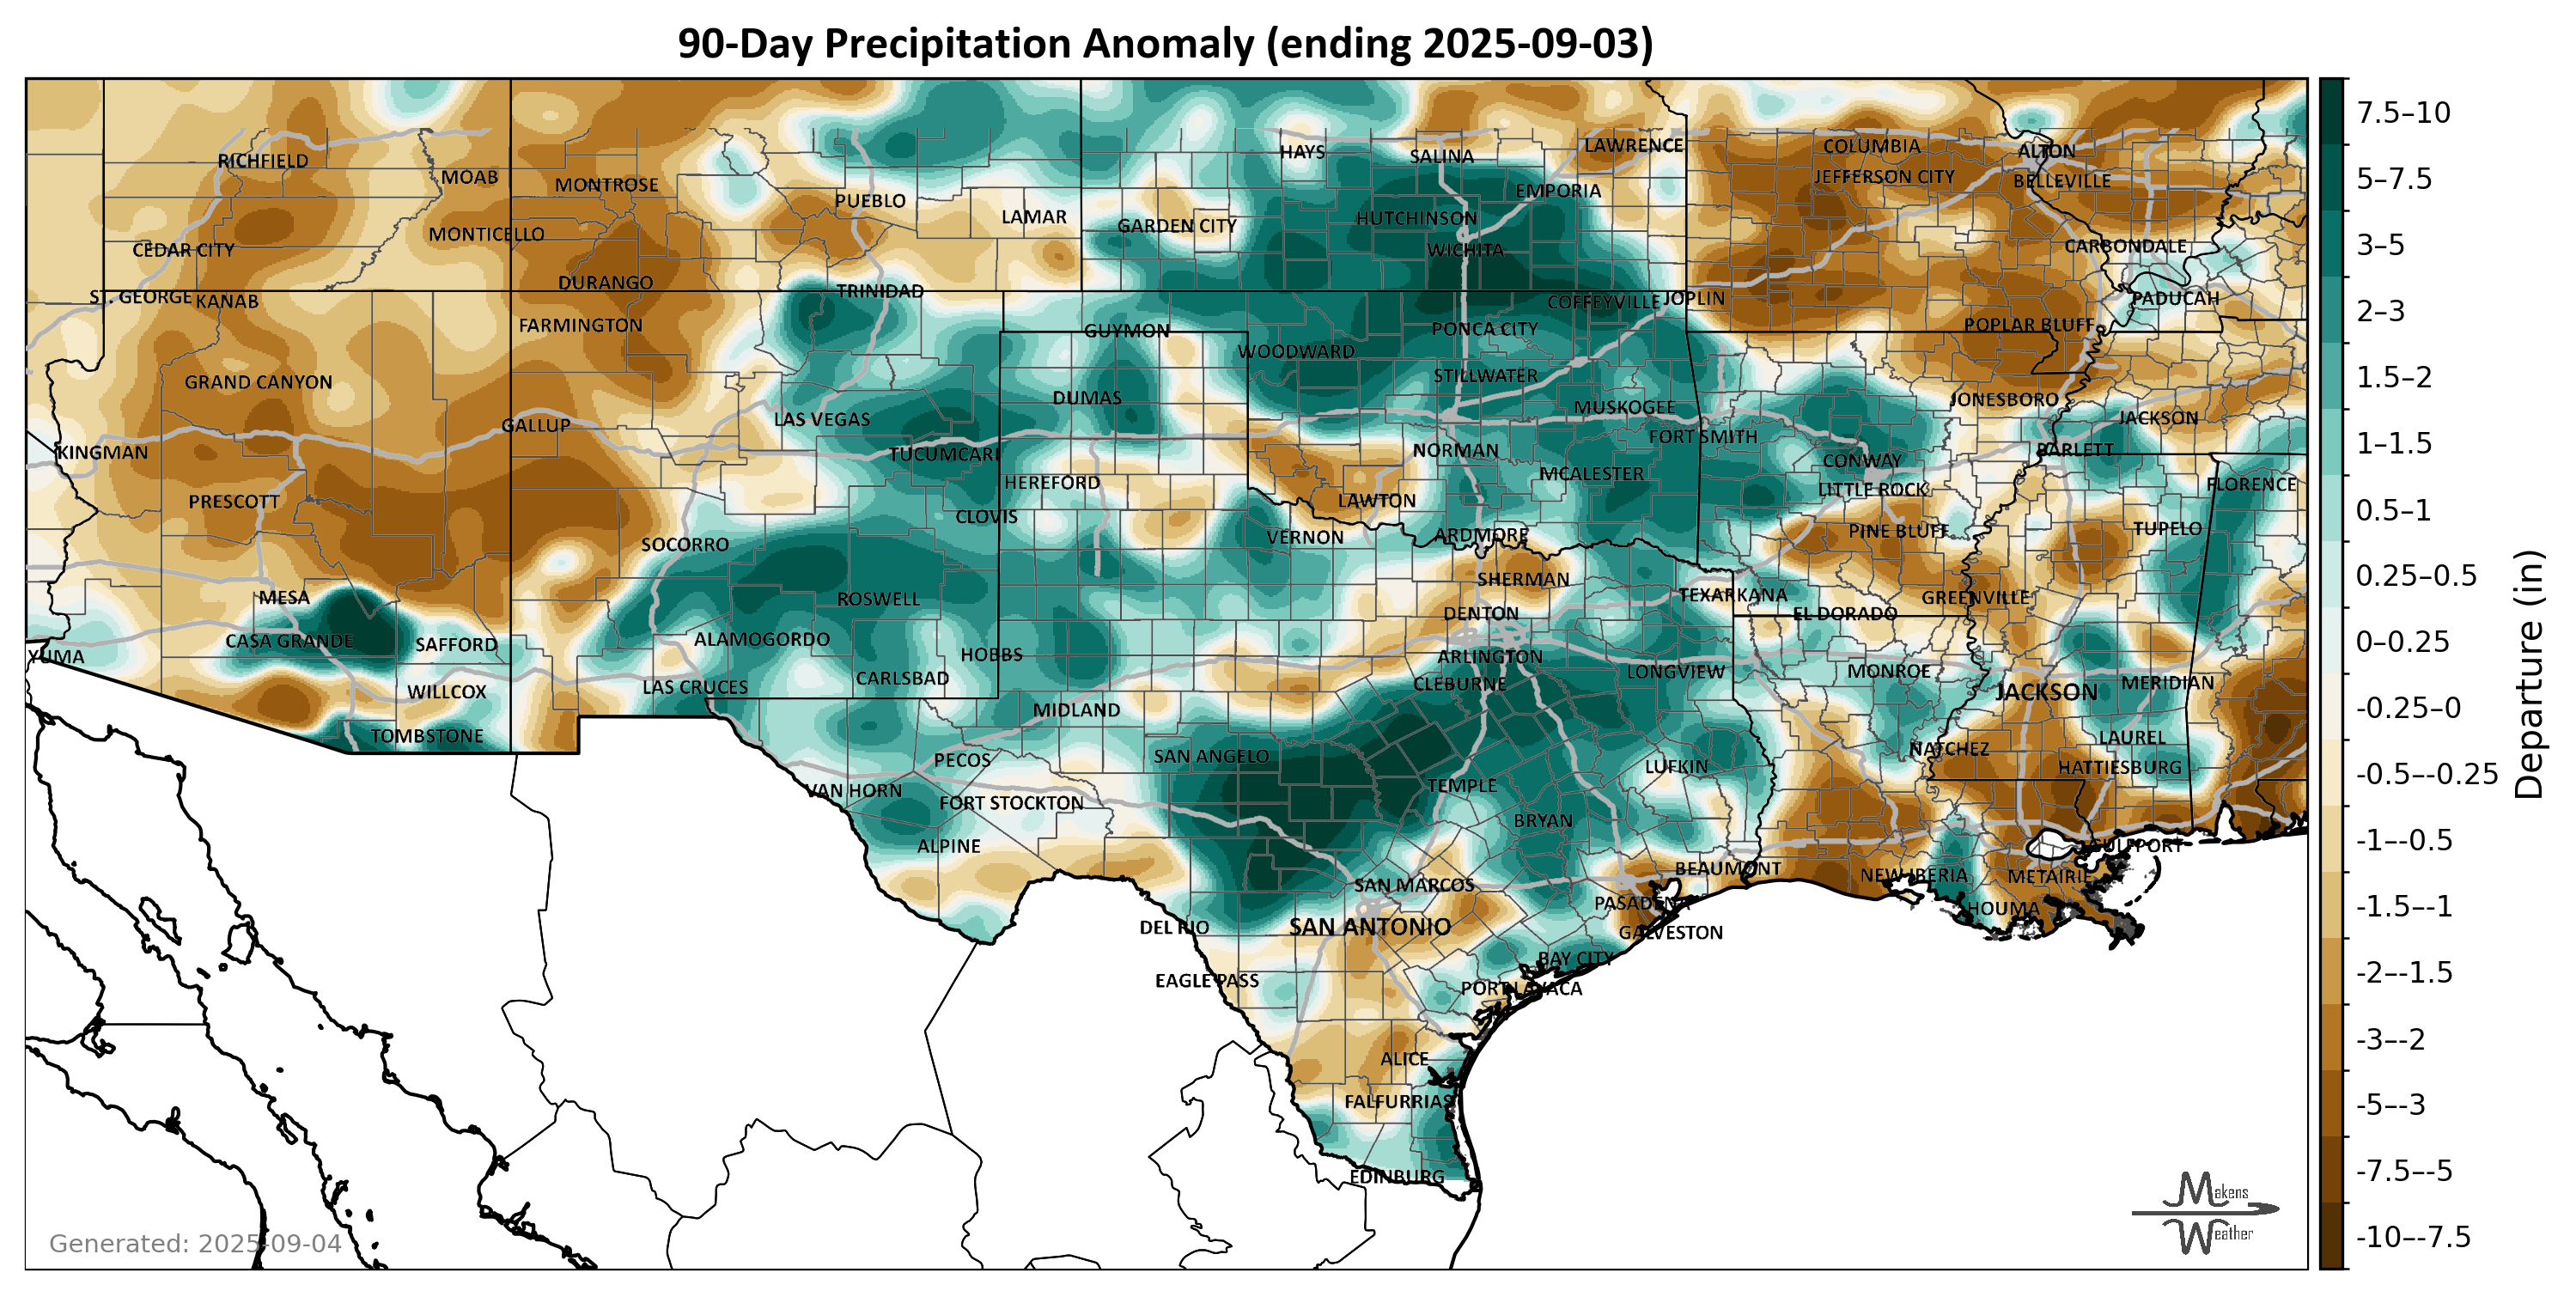 90-Day Precipitation Anomaly (ending 2025-09-03)
RICHFIELD
MOAB
MONTROSE
PUEBLO
LAMAR
HAYS
SALINA
LAWRENCE
COLUMBIA
ALTON
JEFFERSON CITY
BELLEVILLE
EMPORIA
HUTCHINSON
GARDEN CITY
WICHITA
CEDAR CITY
MONTICELLO
CARBONDALE
DURANGO
TRINIDAD
ST. GEORGE
KANAB
COFFEYVILLE
JOPLIN
PADUCAH
FARMINGTON
GUYMON
PONCA CITY
POPLAR BLUFF
WOODWARD
GRAND CANYON
STILLWATER
DUMAS
MUSKOGEE
JONESBORO
JACKSON
GALLUP
LAS VEGAS
FORT SMITH
KINGMAN
TUCUMCARI
NORMAN
BARLETT
CONWAY
MCALESTER
HEREFORD
LITTLE ROCK
FLORENCE
PRESCOTT
LAWTON
CLOVIS
PINE BLUFF
TUPELO
SOCORRO
VERNON
ARDMORE
SHERMAN
MESA
ROSWELL
TEXARKANA
GREENVILLE
DENTON
EL DORADO
CASA GRANDE
SAFFORD
ALAMOGORDO
YUMA
HOBBS
ARLINGTON
LONGVIEW
MONROE
CARLSBAD
CLEBURNE
MERIDIAN
WILLCOX
LAS CRUCES
JACKSON
MIDLAND
TOMBSTONE
LAUREL
NATCHEZ
SAN ANGELO
PECOS
LUFKIN
HATTIESBURG
VAN HORN
TEMPLE
FORT STOCKTON
BRYAN
ALPINE
GULFPORT
BEAUMONT
NEW IBERIA
METAIRIE
SAN MARCOS
PASADENA
HOUMA
DEL RIO
SAN ANTONIO
GALVESTON
BAY CITY
EAGLE PASS
PORT LAVACA
ALICE
FALFURRIAS
EDINBURG
Generated: 2025-09-04
Makens
Weather
7.5–10
5–7.5
3–5
2–3
1.5–2
1–1.5
0.5–1
0.25–0.5
0–0.25
-0.25–0
-0.5–-0.25
-1–-0.5
-1.5–-1
-2–-1.5
-3–-2
-5–-3
-7.5–-5
-10–-7.5
Departure (in)